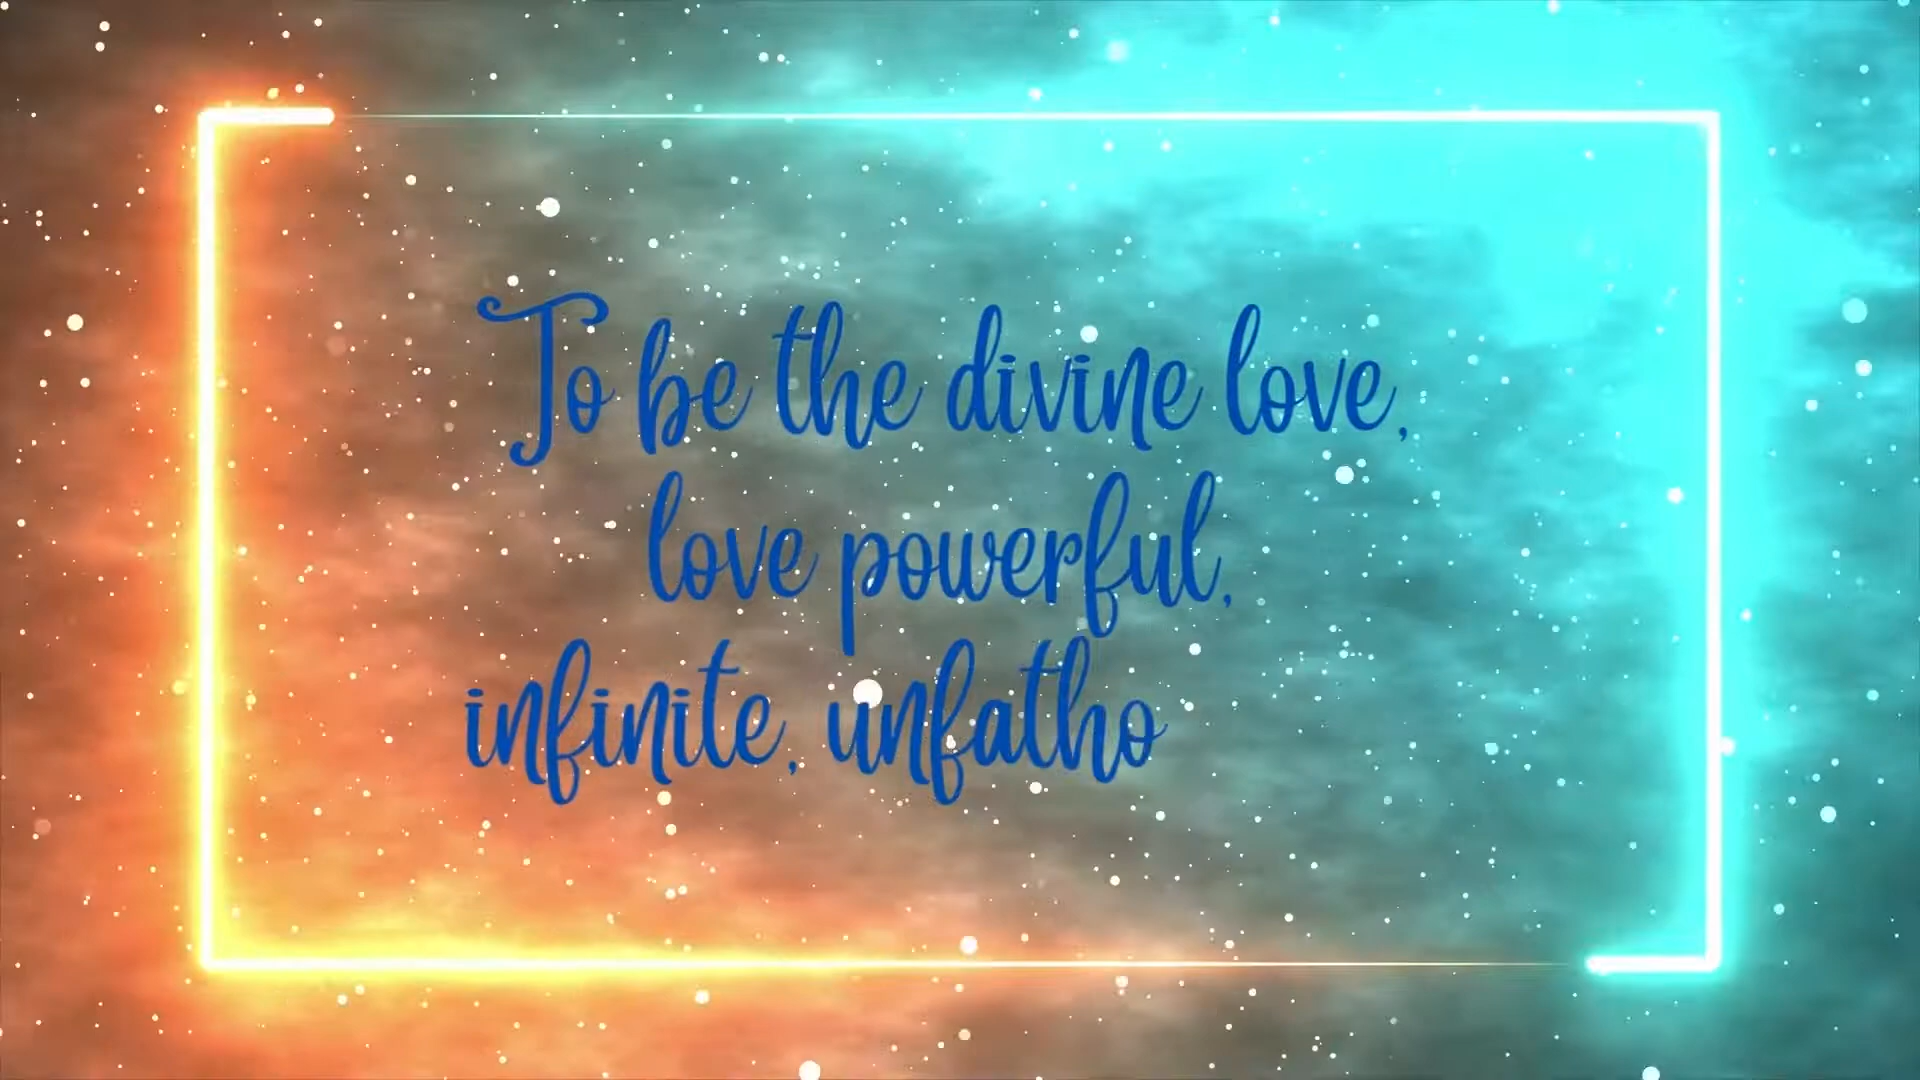 To be the divine love,
love powerful,
infinite, unfatho